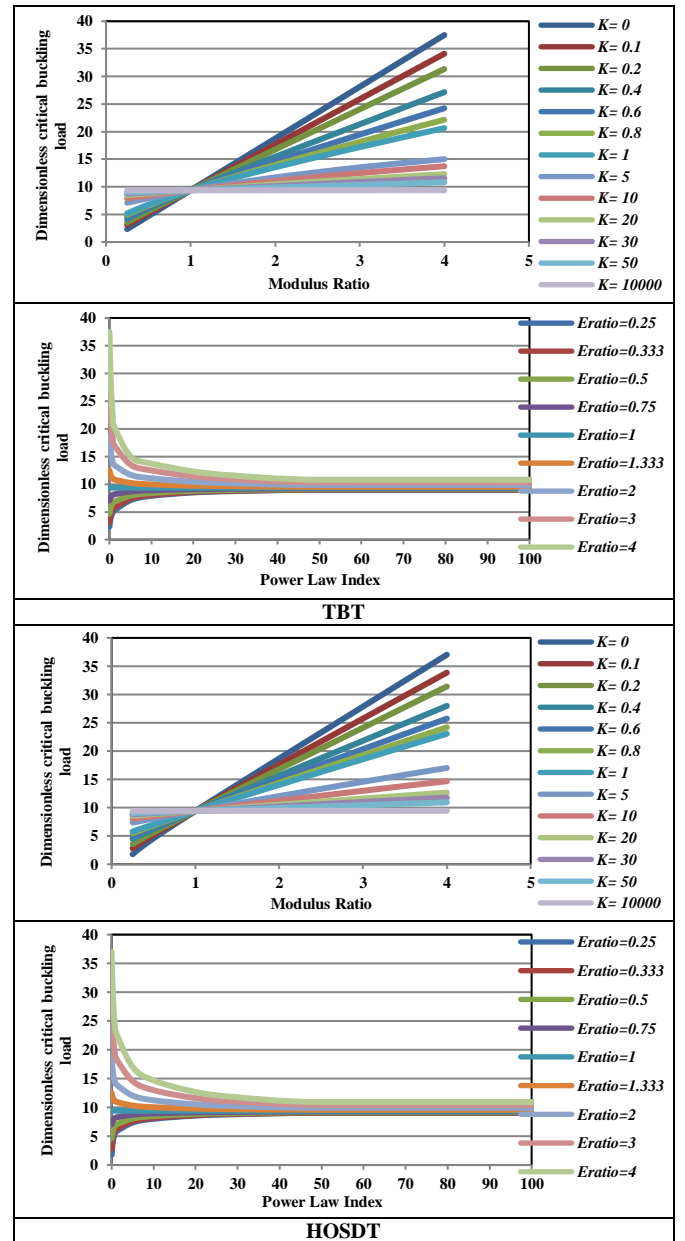 Dimensionless critical buckling
load
40
35
30
25
20
15
10
5
0
0 1 2 3 4 5
Modulus Ratio
K= 0
K= 0.1
K= 0.2
K= 0.4
K= 0.6
K= 0.8
K= 1
K= 5
K= 10
K= 20
K= 30
K= 50
K= 10000
Dimensionless critical buckling
load
40
35
30
25
20
15
10
5
0
0 10 20 30 40 50 60 70 80 90 100
Power Law Index
Eratio=0.25
Eratio=0.333
Eratio=0.5
Eratio=0.75
Eratio=1
Eratio=1.333
Eratio=2
Eratio=3
Eratio=4
TBT
Dimensionless critical buckling
load
40
35
30
25
20
15
10
5
0
0 1 2 3 4 5
Modulus Ratio
K= 0
K= 0.1
K= 0.2
K= 0.4
K= 0.6
K= 0.8
K= 1
K= 5
K= 10
K= 20
K= 30
K= 50
K= 10000
Dimensionless critical buckling
load
40
35
30
25
20
15
10
5
0
0 10 20 30 40 50 60 70 80 90 100
Power Law Index
Eratio=0.25
Eratio=0.333
Eratio=0.5
Eratio=0.75
Eratio=1
Eratio=1.333
Eratio=2
Eratio=3
Eratio=4
HOSDT